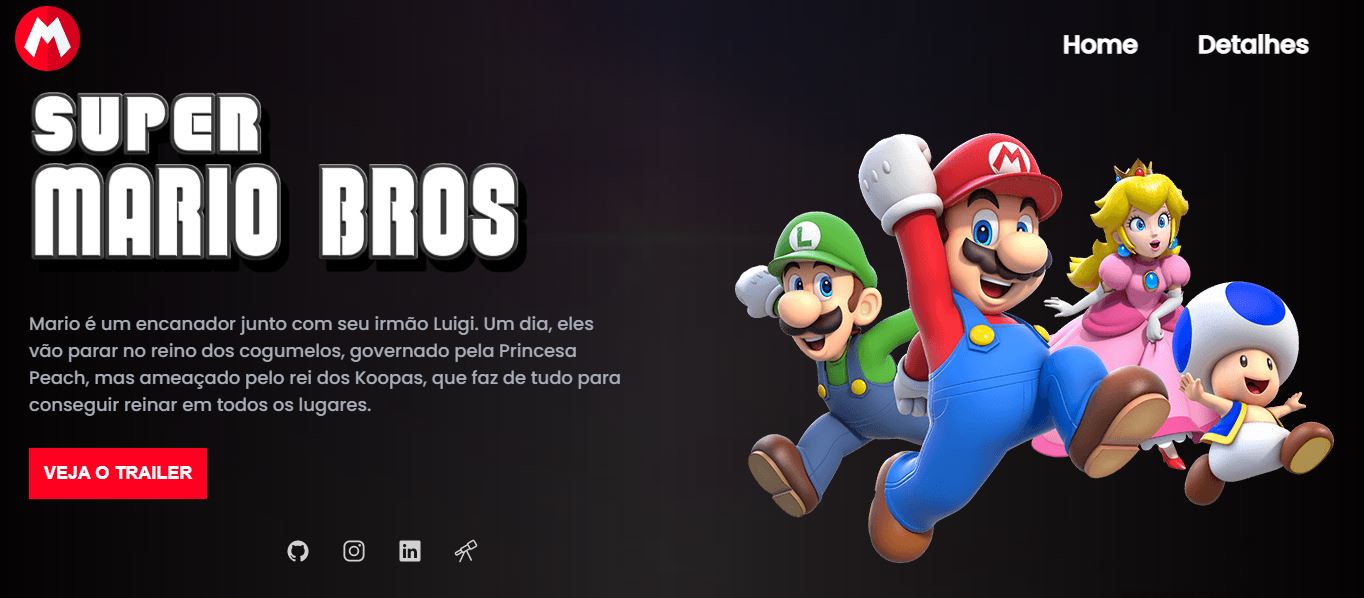 M
Home Detalhes
SUPER
MARIO BROS
L
M
Mario é um encanador junto com seu irmão Luigi. Um dia, eles
vão parar no reino dos cogumelos, governado pela Princesa
Peach, mas ameaçado pelo rei dos Koopas, que faz de tudo para
conseguir reinar em todos os lugares.
VEJA O TRAILER
in